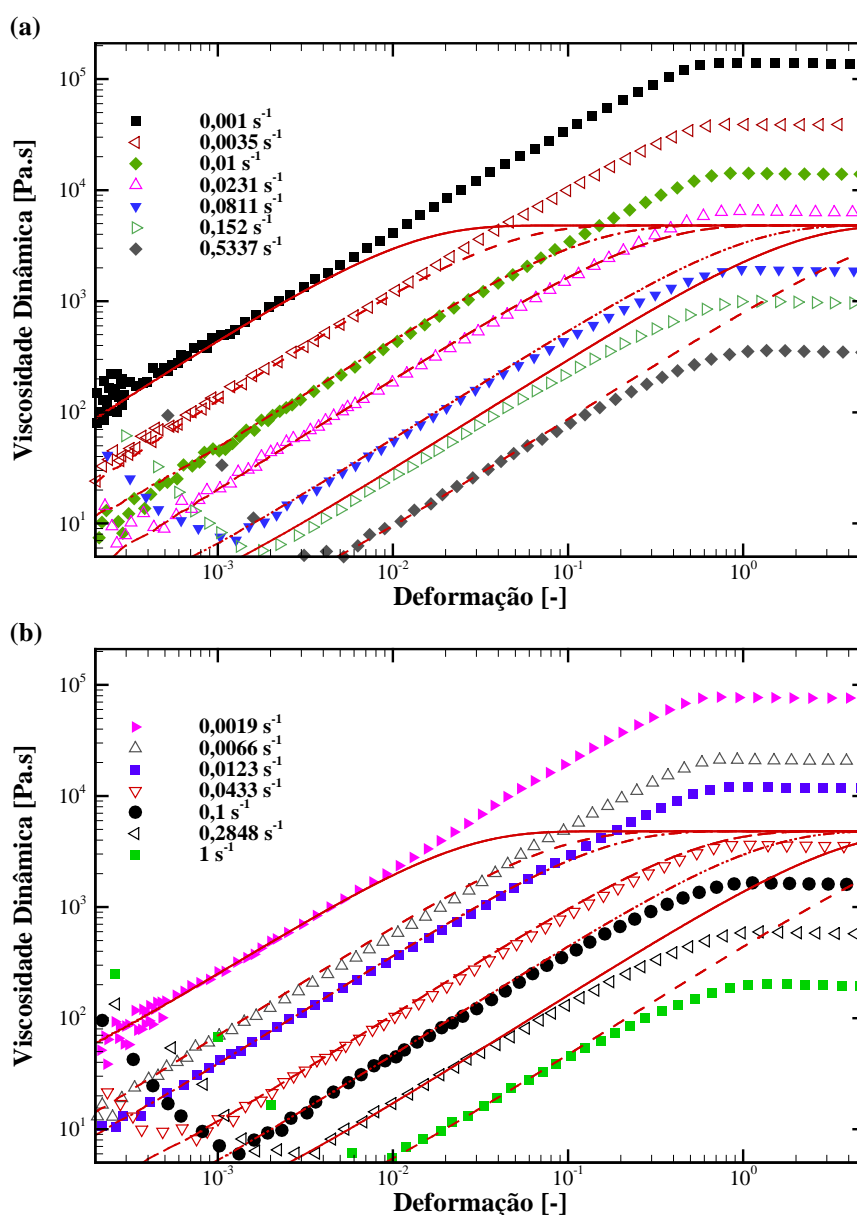 (a)
Viscosidade Dinâmica [Pa.s]
10⁵
10⁴
10³
10²
10¹
0,001 s⁻¹
0,0035 s⁻¹
0,01 s⁻¹
0,0231 s⁻¹
0,0811 s⁻¹
0,152 s⁻¹
0,5337 s⁻¹
10⁻³ 10⁻² 10⁻¹ 10⁰
Deformação [-]
(b)
Viscosidade Dinâmica [Pa.s]
10⁵
10⁴
10³
10²
10¹
0,0019 s⁻¹
0,0066 s⁻¹
0,0123 s⁻¹
0,0433 s⁻¹
0,1 s⁻¹
0,2848 s⁻¹
1 s⁻¹
10⁻³ 10⁻² 10⁻¹ 10⁰
Deformação [-]